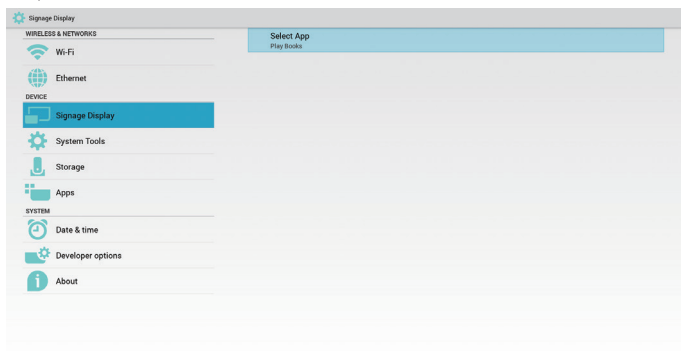 Signage Display
WIRELESS & NETWORKS
Wi-Fi
Ethernet
DEVICE
Signage Display
System Tools
Storage
Apps
SYSTEM
Date & time
Developer options
About
Select App
Play Books